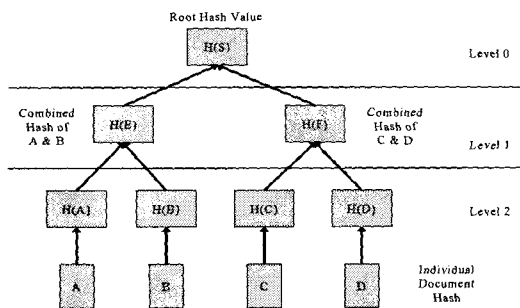 Root Hash Value
H(S)
Level 0
Combined
Hash of
A & B
H(E)
H(F)
Combined
Hash of
C & D
Level 1
H(A)
H(B)
H(C)
H(D)
Level 2
A
B
C
D
Individual
Document
Hash